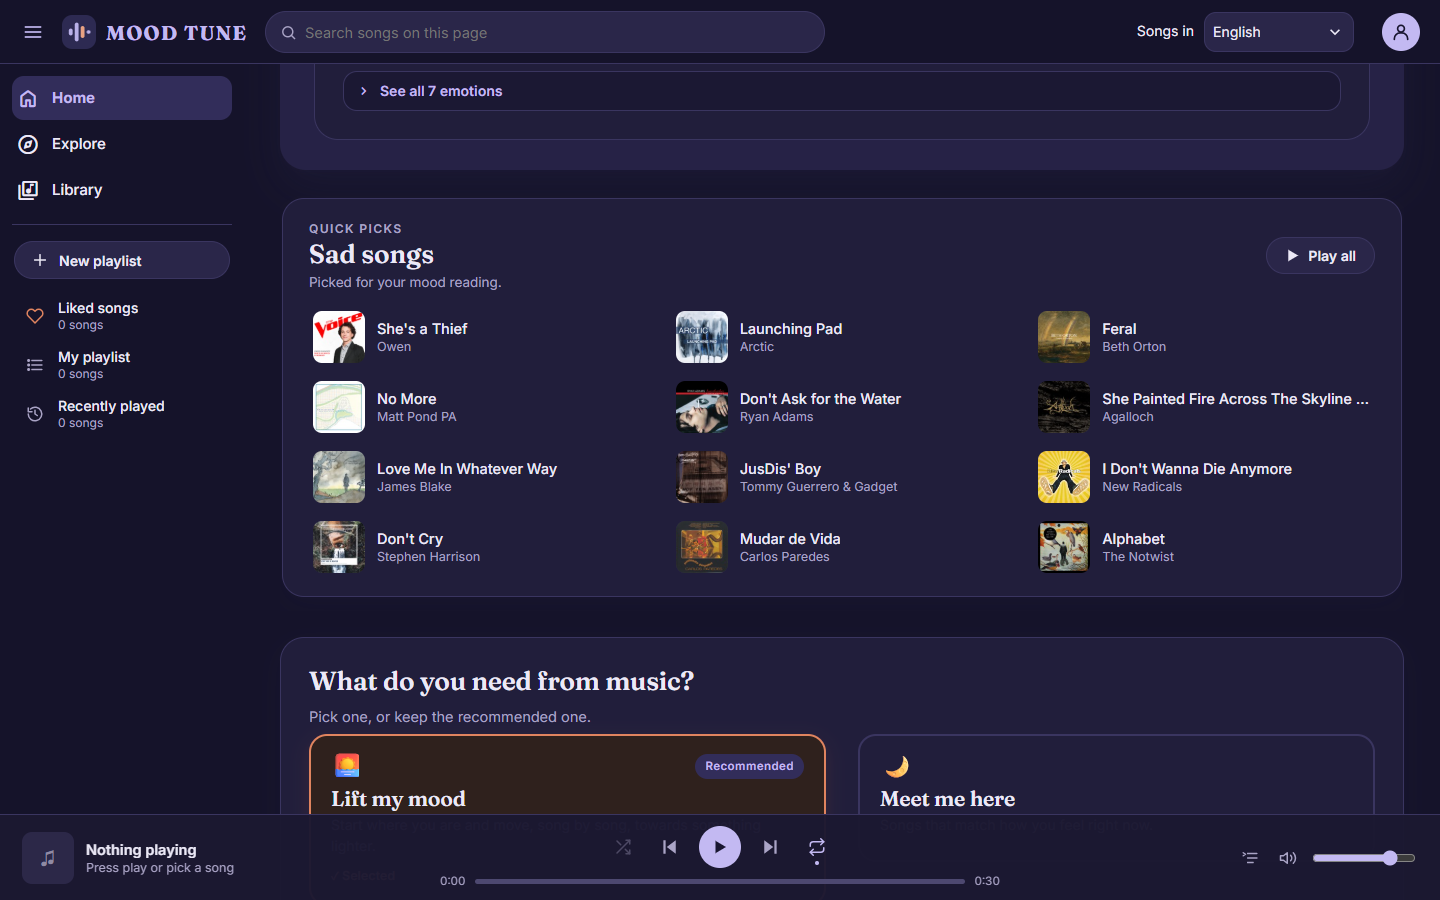 MOOD TUNE
Search songs on this page
Songs in
English
Home
Explore
Library
New playlist
Liked songs
0 songs
My playlist
0 songs
Recently played
0 songs
See all 7 emotions
QUICK PICKS
Sad songs
Picked for your mood reading.
Play all
She's a Thief
Owen
Launching Pad
Arctic
Feral
Beth Orton
No More
Matt Pond PA
Don't Ask for the Water
Ryan Adams
She Painted Fire Across The Skyline ...
Agalloch
Love Me In Whatever Way
James Blake
JusDis' Boy
Tommy Guerrero & Gadget
I Don't Wanna Die Anymore
New Radicals
Don't Cry
Stephen Harrison
Mudar de Vida
Carlos Paredes
Alphabet
The Notwist
What do you need from music?
Pick one, or keep the recommended one.
Recommended
Lift my mood
Meet me here
Nothing playing
Press play or pick a song
0:00
0:30